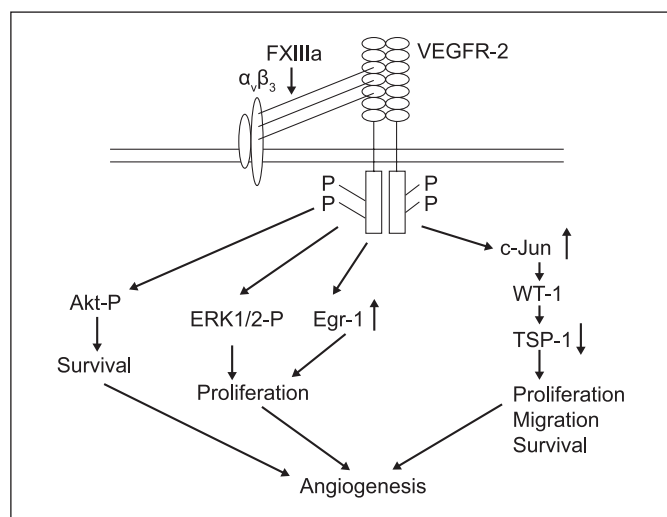 FXIIIa
VEGFR-2
αvβ3
P
P
P
P
c-Jun
WT-1
TSP-1
Akt-P
ERK1/2-P
Egr-1
Survival
Proliferation
Proliferation
Migration
Survival
Angiogenesis